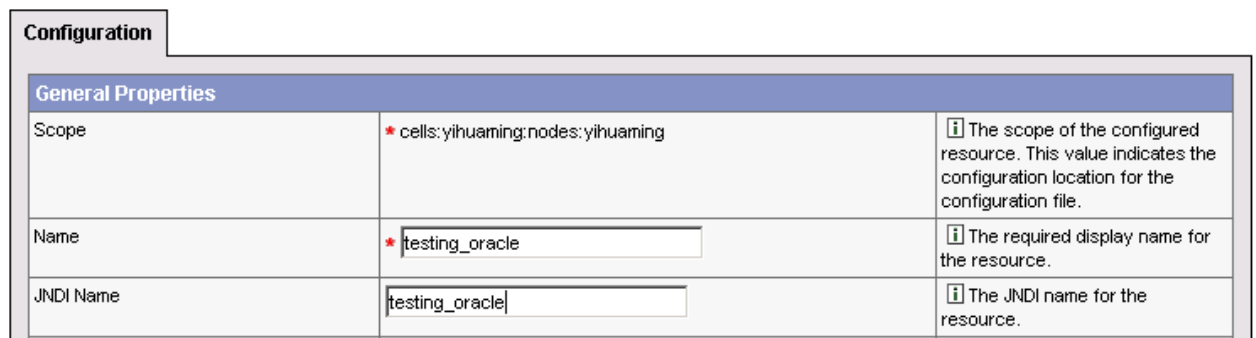 Configuration
General Properties
Scope
* cells:yihuaming:nodes:yihuaming
i The scope of the configured
resource. This value indicates the
configuration location for the
configuration file.
Name
* testing_oracle
i The required display name for
the resource.
JNDI Name
testing_oracle
i The JNDI name for the
resource.